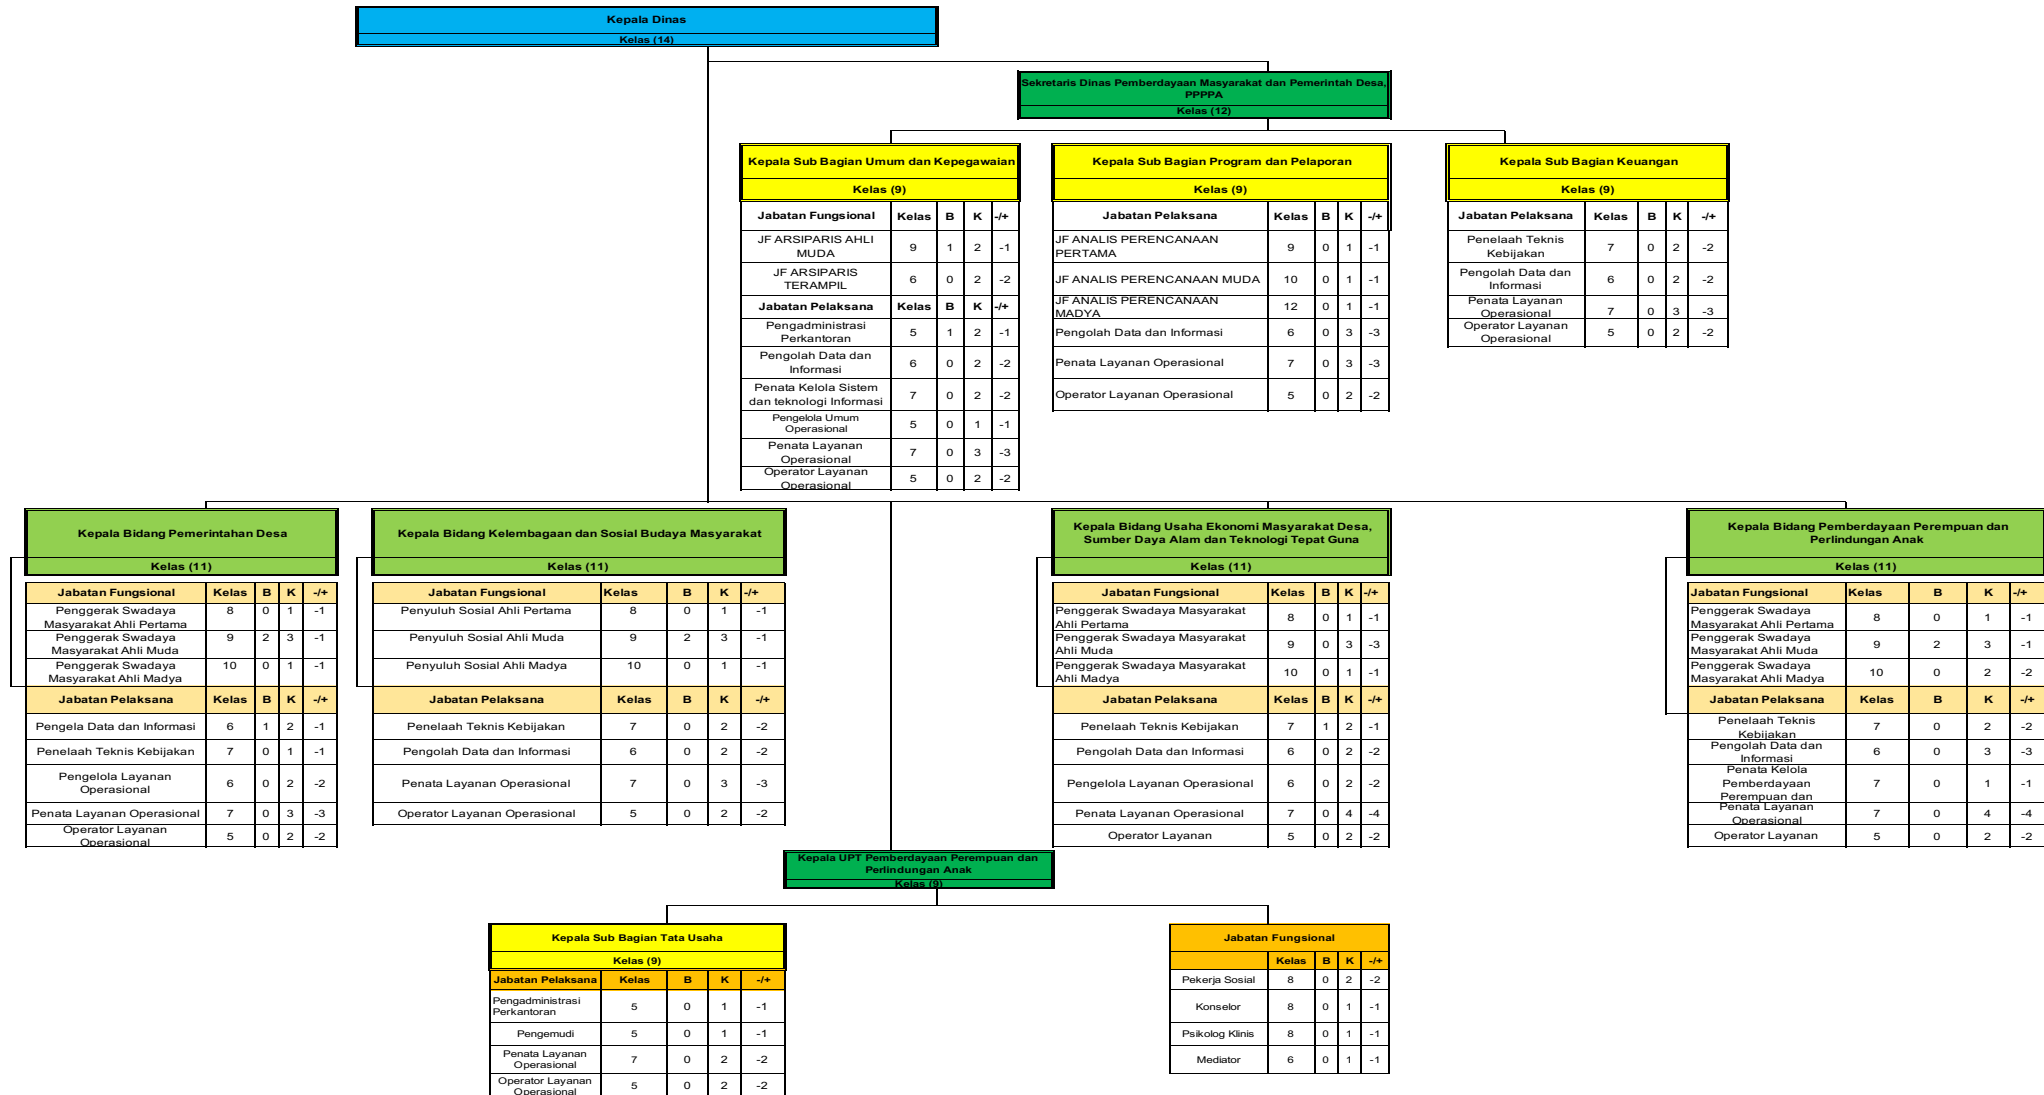 Kepala Dinas
Kelas (14)
Sekretaris Dinas Pemberdayaan Masyarakat dan Pemerintah Desa,
PPPPA
Kelas (12)
Kepala Sub Bagian Umum dan Kepegawaian
Kelas (9)
Jabatan Fungsional Kelas B K -/+
JF ARSIPARIS AHLI
MUDA 9 1 2 -1
JF ARSIPARIS
TERAMPIL 6 0 2 -2
Jabatan Pelaksana Kelas B K -/+
Pengadministrasi
Perkantoran 5 1 2 -1
Pengolah Data dan
Informasi 6 0 2 -2
Penata Kelola Sistem
dan teknologi Informasi 7 0 2 -2
Pengelola Umum
Operasional 5 0 1 -1
Penata Layanan
Operasional 7 0 3 -3
Operator Layanan
Operasional 5 0 2 -2
Kepala Sub Bagian Program dan Pelaporan
Kelas (9)
Jabatan Pelaksana Kelas B K -/+
JF ANALIS PERENCANAAN
PERTAMA 9 0 1 -1
JF ANALIS PERENCANAAN MUDA 10 0 1 -1
JF ANALIS PERENCANAAN
MADYA 12 0 1 -1
Pengolah Data dan Informasi 6 0 3 -3
Penata Layanan Operasional 7 0 3 -3
Operator Layanan Operasional 5 0 2 -2
Kepala Sub Bagian Keuangan
Kelas (9)
Jabatan Pelaksana Kelas B K -/+
Penelaah Teknis
Kebijakan 7 0 2 -2
Pengolah Data dan
Informasi 6 0 2 -2
Penata Layanan
Operasional 7 0 3 -3
Operator Layanan
Operasional 5 0 2 -2
Kepala Bidang Pemerintahan Desa
Kelas (11)
Jabatan Fungsional Kelas B K -/+
Penggerak Swadaya
Masyarakat Ahli Pertama 8 0 1 -1
Penggerak Swadaya
Masyarakat Ahli Muda 9 2 3 -1
Penggerak Swadaya
Masyarakat Ahli Madya 10 0 1 -1
Jabatan Pelaksana Kelas B K -/+
Pengela Data dan Informasi 6 1 2 -1
Penelaah Teknis Kebijakan 7 0 1 -1
Pengelola Layanan
Operasional 6 0 2 -2
Penata Layanan Operasional 7 0 3 -3
Operator Layanan
Operasional 5 0 2 -2
Kepala Bidang Kelembagaan dan Sosial Budaya Masyarakat
Kelas (11)
Jabatan Fungsional Kelas B K -/+
Penyuluh Sosial Ahli Pertama 8 0 1 -1
Penyuluh Sosial Ahli Muda 9 2 3 -1
Penyuluh Sosial Ahli Madya 10 0 1 -1
Jabatan Pelaksana Kelas B K -/+
Penelaah Teknis Kebijakan 7 0 2 -2
Pengolah Data dan Informasi 6 0 2 -2
Penata Layanan Operasional 7 0 3 -3
Operator Layanan Operasional 5 0 2 -2
Kepala Bidang Usaha Ekonomi Masyarakat Desa,
Sumber Daya Alam dan Teknologi Tepat Guna
Kelas (11)
Jabatan Fungsional Kelas B K -/+
Penggerak Swadaya Masyarakat
Ahli Pertama 8 0 1 -1
Penggerak Swadaya Masyarakat
Ahli Muda 9 0 3 -3
Penggerak Swadaya Masyarakat
Ahli Madya 10 0 1 -1
Jabatan Pelaksana Kelas B K -/+
Penelaah Teknis Kebijakan 7 1 2 -1
Pengolah Data dan Informasi 6 0 2 -2
Pengelola Layanan Operasional 6 0 2 -2
Penata Layanan Operasional 7 0 4 -4
Operator Layanan 5 0 2 -2
Kepala Bidang Pemberdayaan Perempuan dan
Perlindungan Anak
Kelas (11)
Jabatan Fungsional Kelas B K -/+
Penggerak Swadaya
Masyarakat Ahli Pertama 8 0 1 -1
Penggerak Swadaya
Masyarakat Ahli Muda 9 2 3 -1
Penggerak Swadaya
Masyarakat Ahli Madya 10 0 2 -2
Jabatan Pelaksana Kelas B K -/+
Penelaah Teknis
Kebijakan 7 0 2 -2
Pengolah Data dan
Informasi 6 0 3 -3
Penata Kelola
Pemberdayaan 7 0 1 -1
Perempuan dan
Penata Layanan
Operasional 7 0 4 -4
Operator Layanan 5 0 2 -2
Kepala UPT Pemberdayaan Perempuan dan
Perlindungan Anak
Kelas (9)
Kepala Sub Bagian Tata Usaha
Kelas (9)
Jabatan Pelaksana Kelas B K -/+
Pengadministrasi
Perkantoran 5 0 1 -1
Pengemudi 5 0 1 -1
Penata Layanan
Operasional 7 0 2 -2
Operator Layanan
Operasional 5 0 2 -2
Jabatan Fungsional
Kelas B K -/+
Pekerja Sosial 8 0 2 -2
Konselor 8 0 1 -1
Psikolog Klinis 8 0 1 -1
Mediator 6 0 1 -1